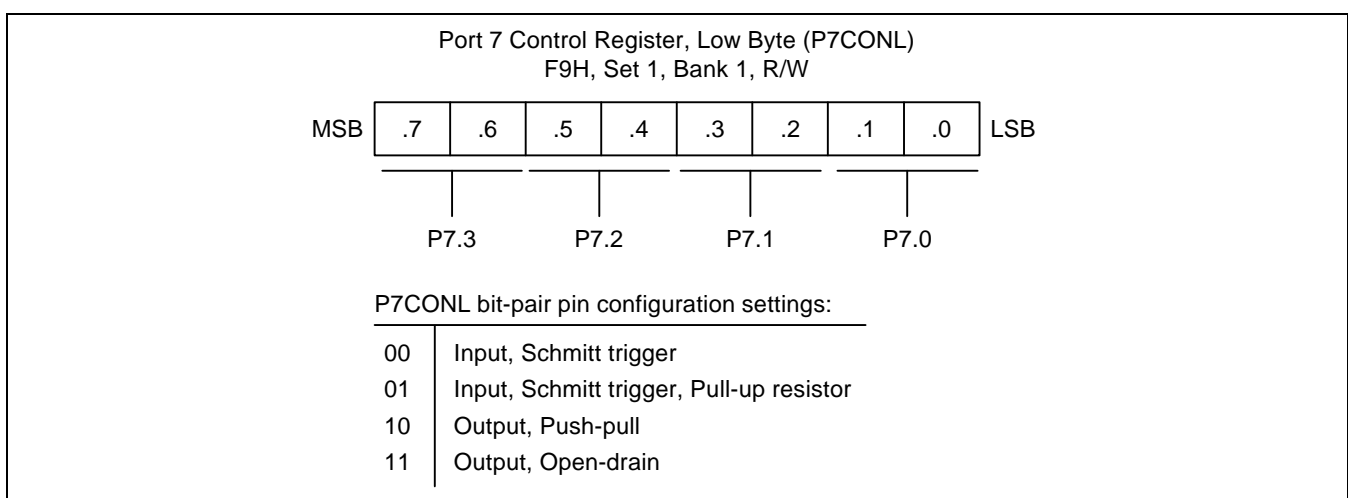 Port 7 Control Register, Low Byte (P7CONL)
F9H, Set 1, Bank 1, R/W
MSB .7 .6 .5 .4 .3 .2 .1 .0 LSB
P7.3 P7.2 P7.1 P7.0
P7CONL bit-pair pin configuration settings:
00 Input, Schmitt trigger
01 Input, Schmitt trigger, Pull-up resistor
10 Output, Push-pull
11 Output, Open-drain